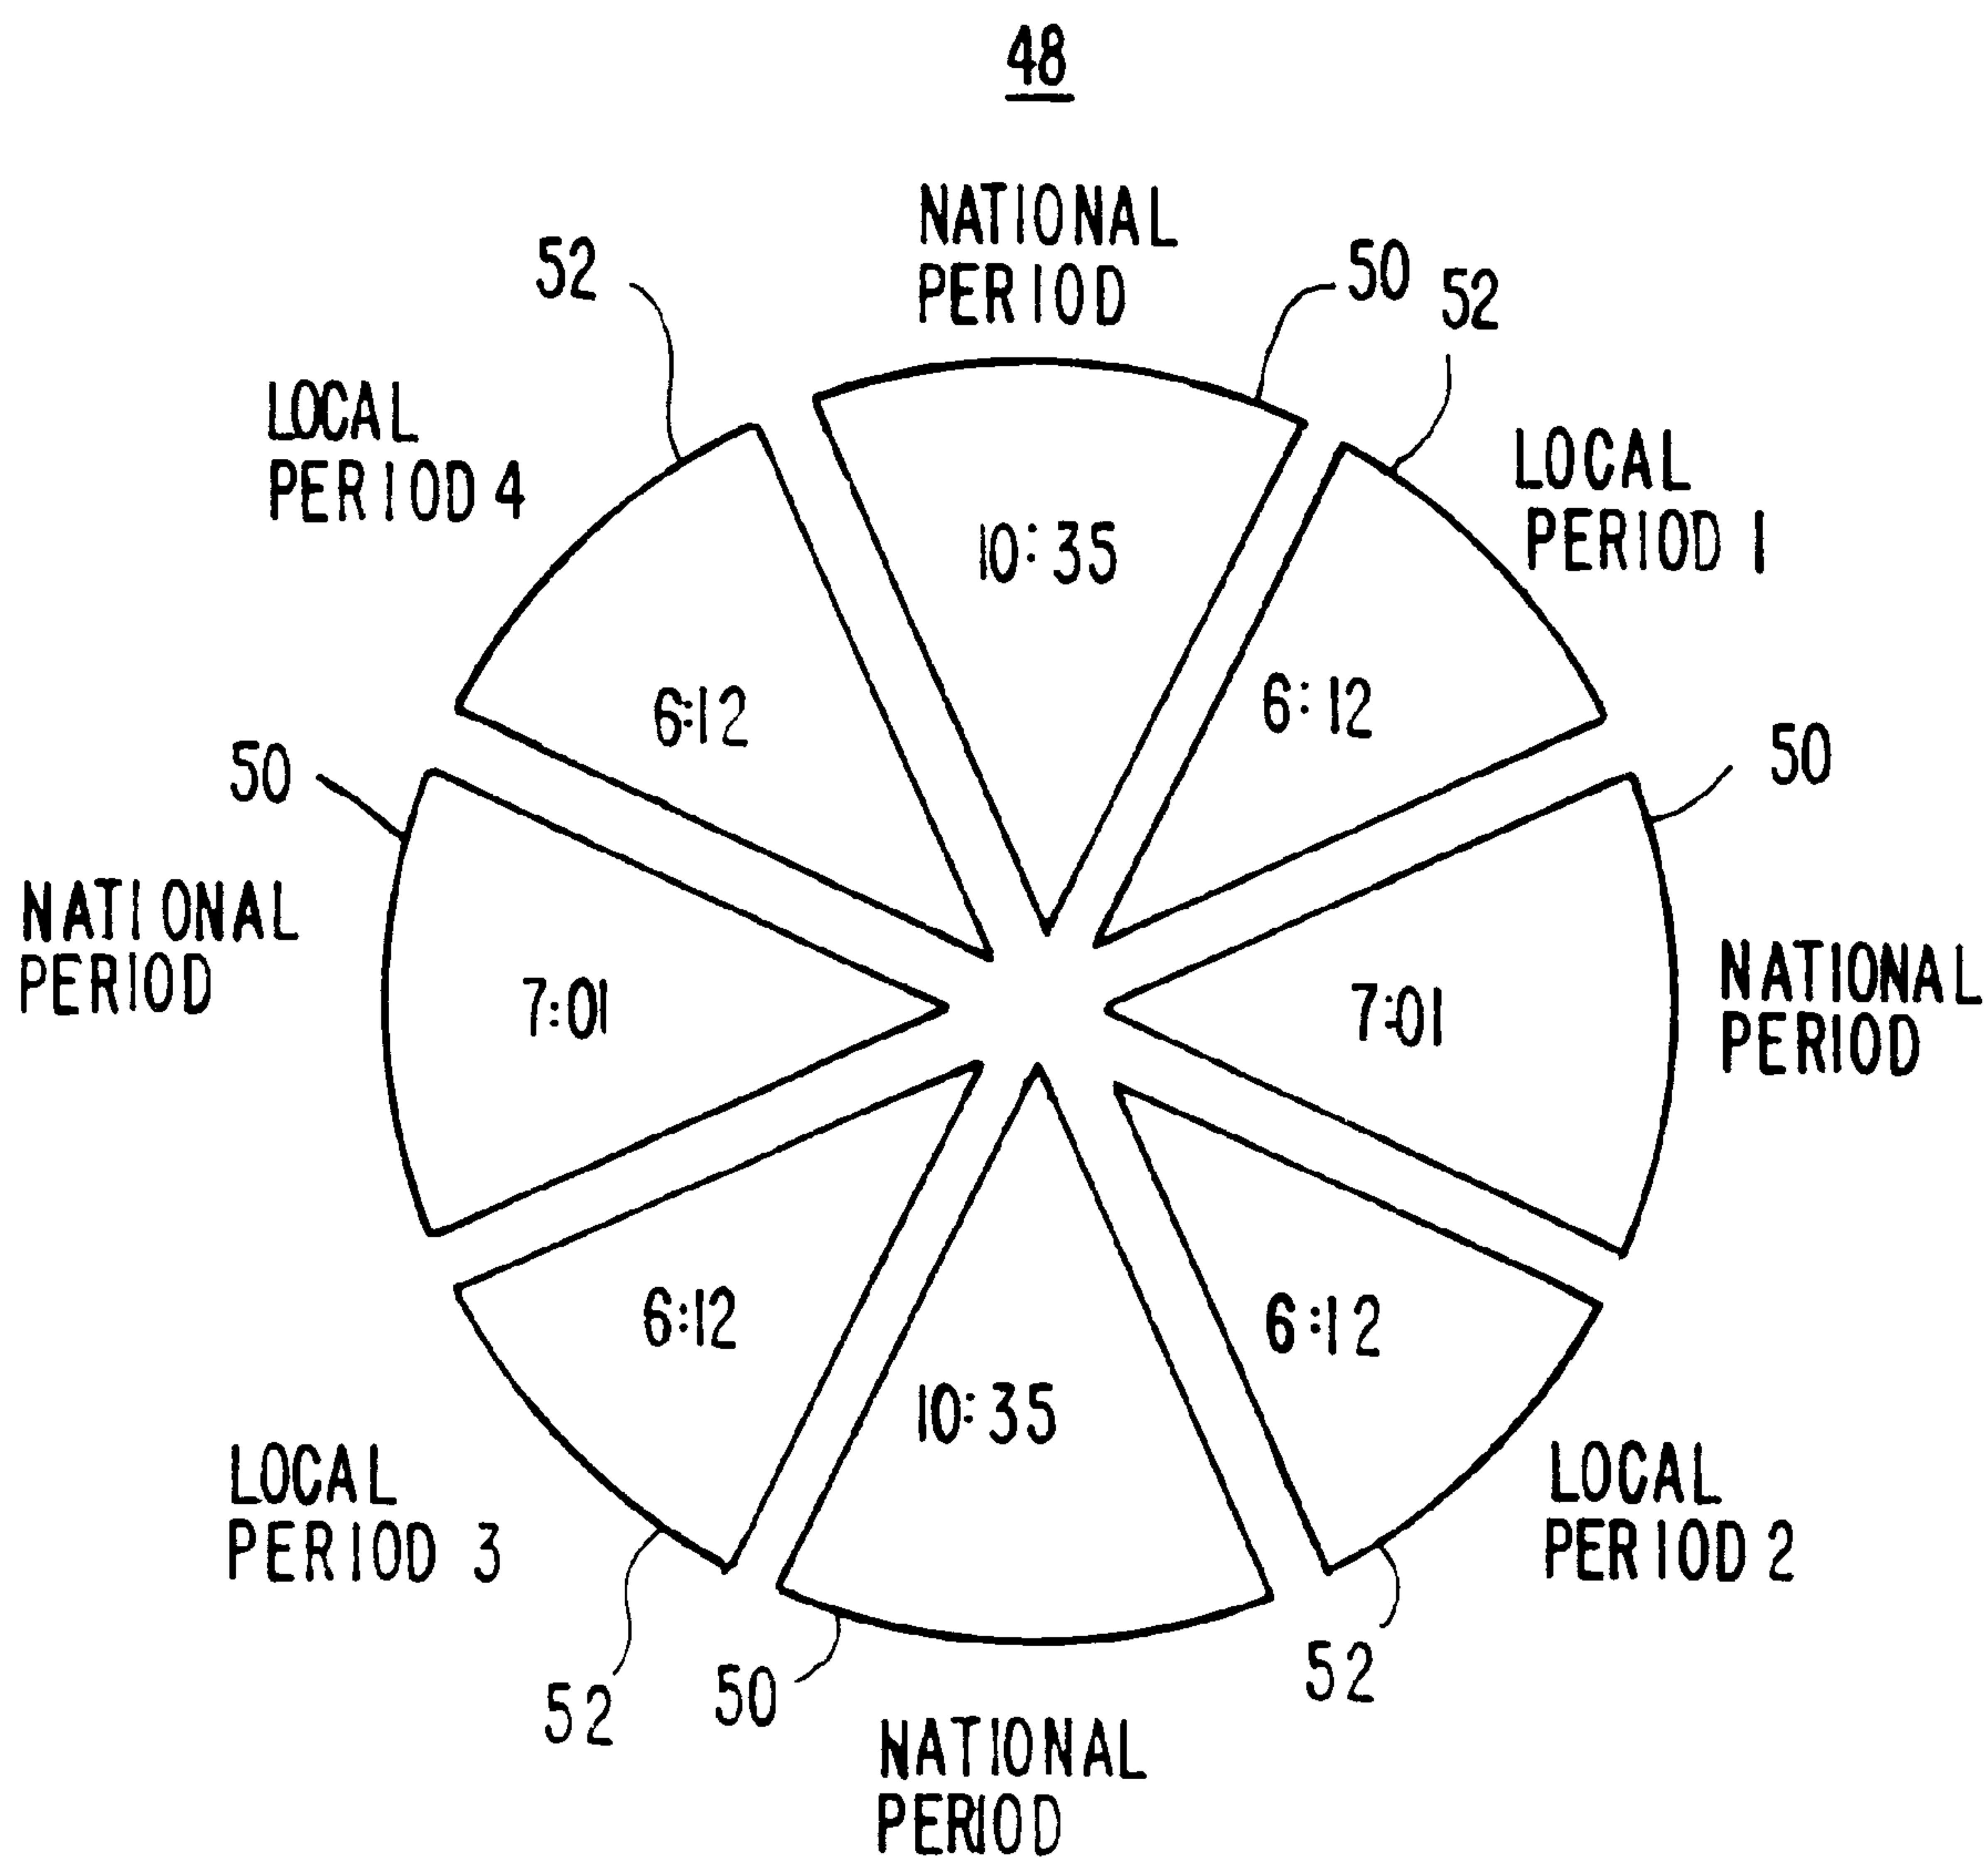 48
NATIONAL
PERIOD
52
50
52
LOCAL
PERIOD 4
LOCAL
PERIOD 1
10:35
6:12
6:12
50
50
NATIONAL
PERIOD
7:01
7:01
NATIONAL
PERIOD
6:12
6:12
10:35
LOCAL
PERIOD 3
LOCAL
PERIOD 2
52
50
52
NATIONAL
PERIOD